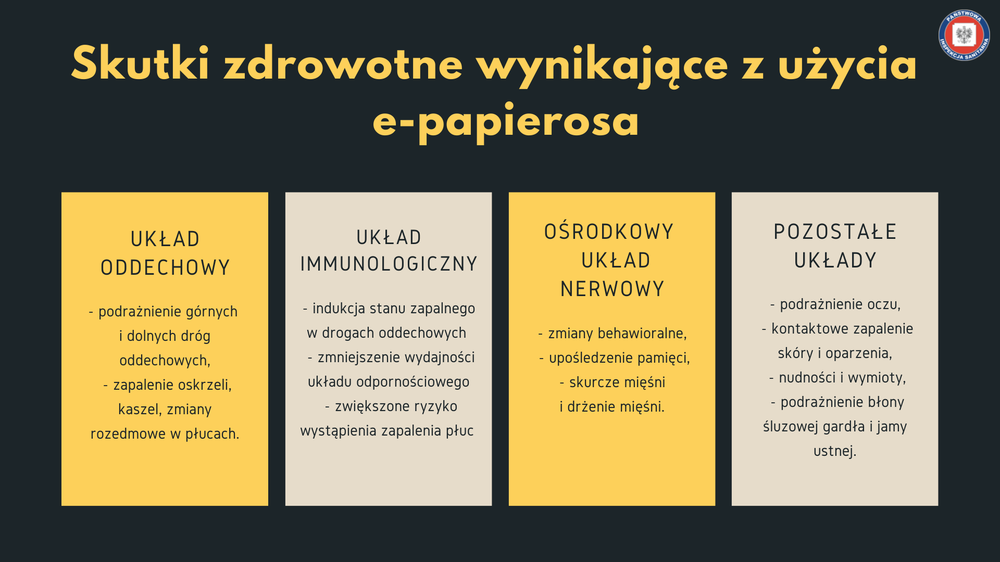 PAŃSTWOWA
INSPEKCJA SANITARNA
Skutki zdrowotne wynikające z użycia
e-papierosa
UKŁAD
ODDECHOWY
- podrażnienie górnych
i dolnych dróg
oddechowych,
- zapalenie oskrzeli,
kaszel, zmiany
rozedmowe w płucach.
UKŁAD
IMMUNOLOGICZNY
- indukcja stanu zapalnego
w drogach oddechowych
- zmniejszenie wydajności
układu odpornościowego
- zwiększone ryzyko
wystąpienia zapalenia płuc
OŚRODKOWY
UKŁAD
NERWOWY
- zmiany behawioralne,
- upośledzenie pamięci,
- skurcze mięśni
i drżenie mięśni.
POZOSTAŁE
UKŁADY
- podrażnienie oczu,
- kontaktowe zapalenie
skóry i oparzenia,
- nudności i wymioty,
- podrażnienie błony
śluzowej gardła i jamy
ustnej.